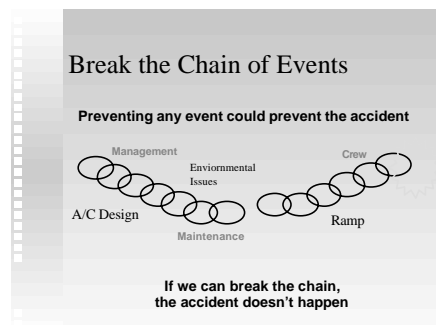 Break the Chain of Events
Preventing any event could prevent the accident
Management
Enviornmental
Issues
Crew
A/C Design
Ramp
Maintenance
If we can break the chain,
the accident doesn't happen